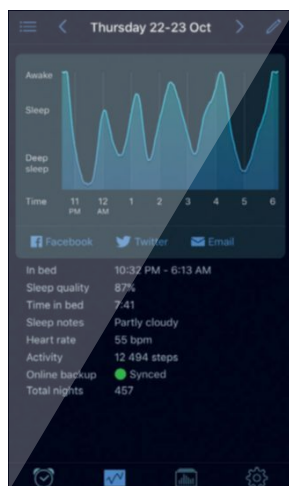 Thursday 22-23 Oct
Awake
Sleep
Deep
sleep
Time 11 12 1 2 3 4 5 6
PM AM
Facebook Twitter Email
In bed 10:32 PM - 6:13 AM
Sleep quality 87%
Time in bed 7:41
Sleep notes Partly cloudy
Heart rate 55 bpm
Activity 12 494 steps
Online backup Synced
Total nights 457